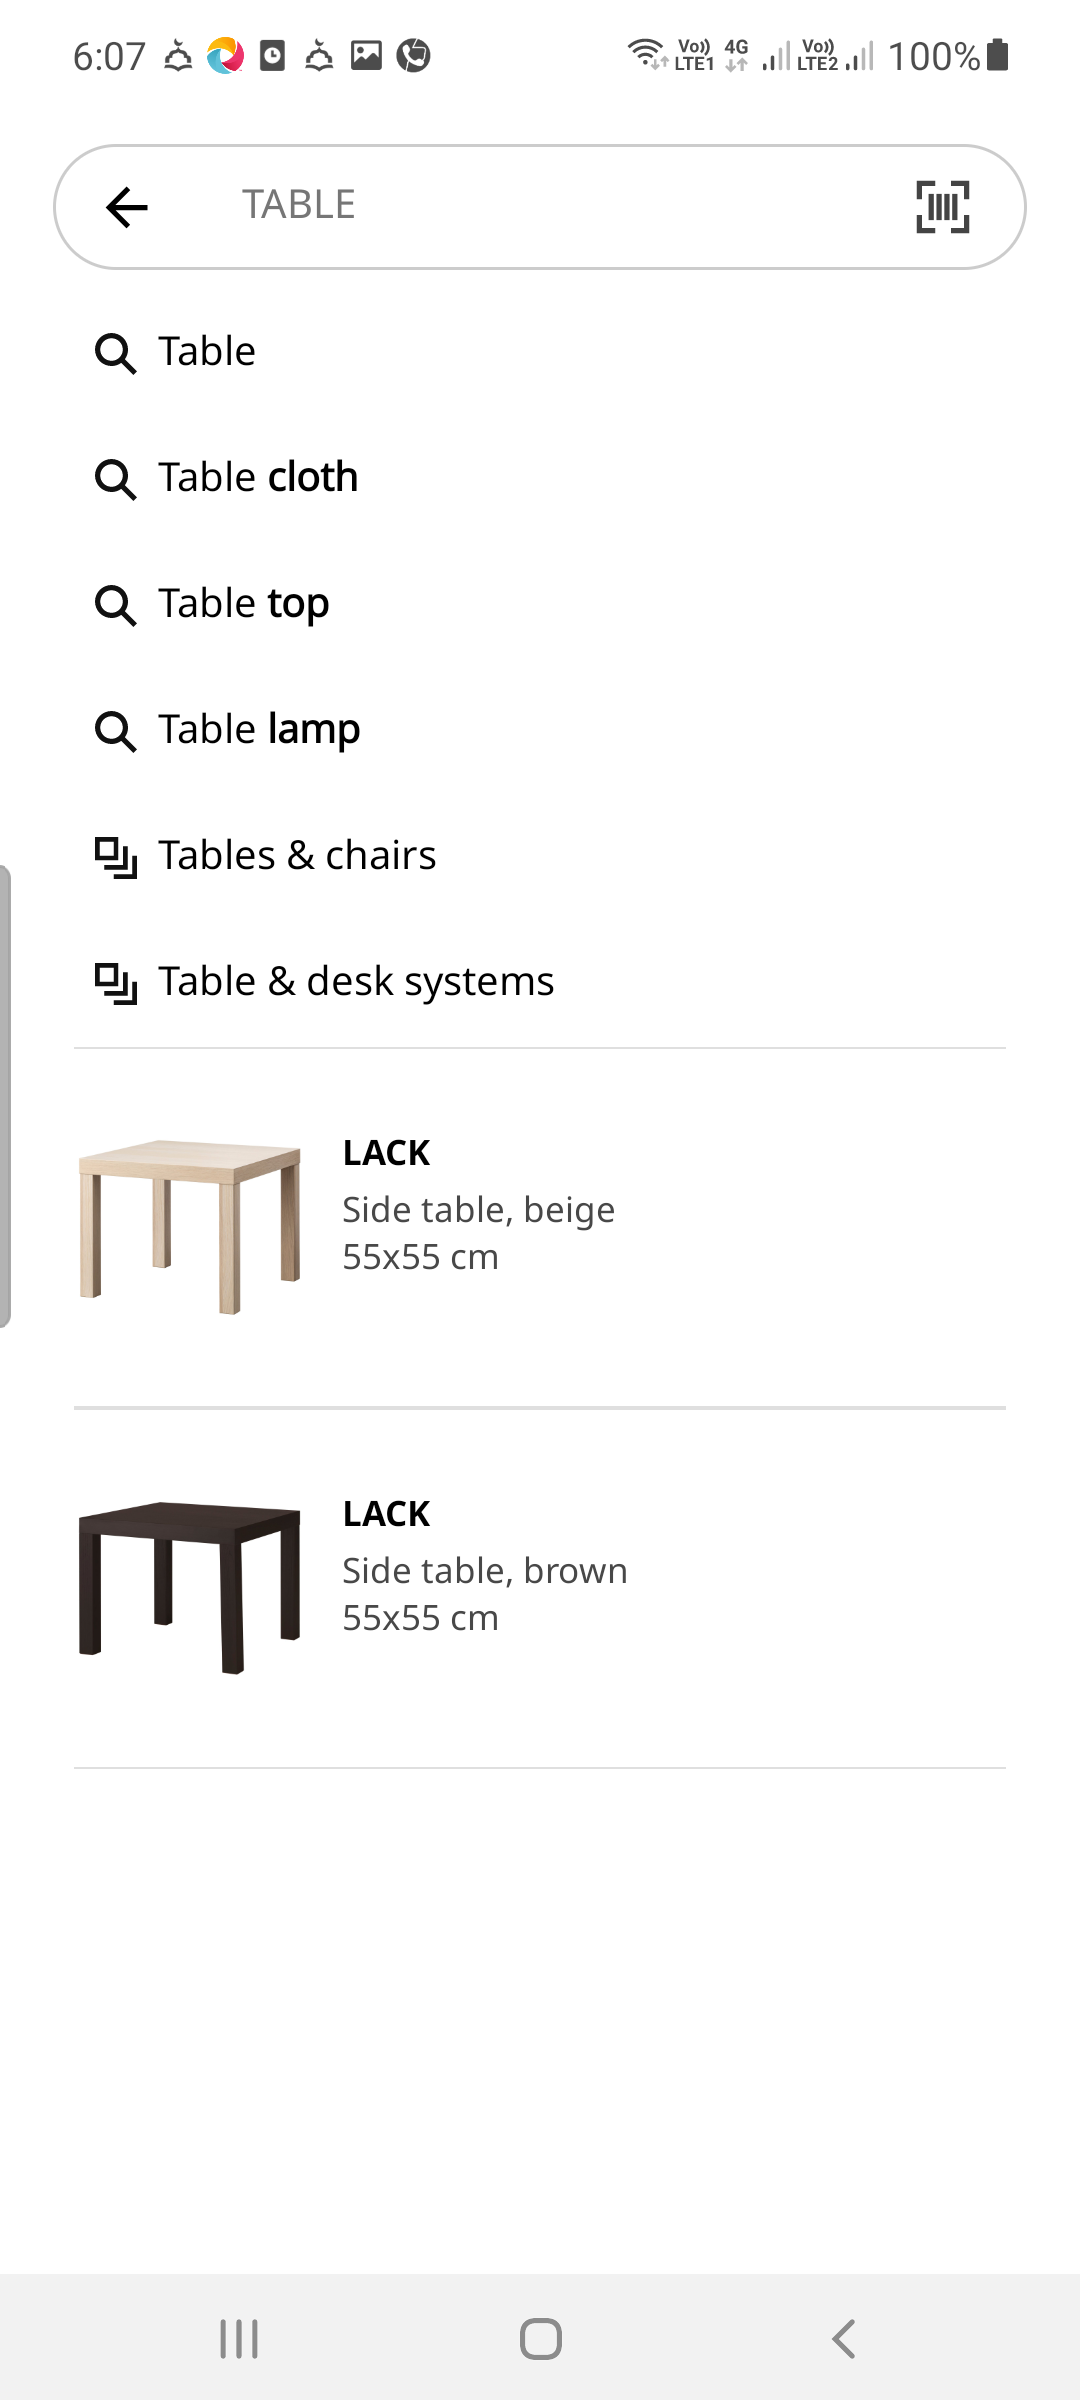 6:07 Vo)) LTE1 4G Vo)) LTE2 100%
TABLE
Table
Table cloth
Table top
Table lamp
Tables & chairs
Table & desk systems
LACK
Side table, beige
55x55 cm
LACK
Side table, brown
55x55 cm